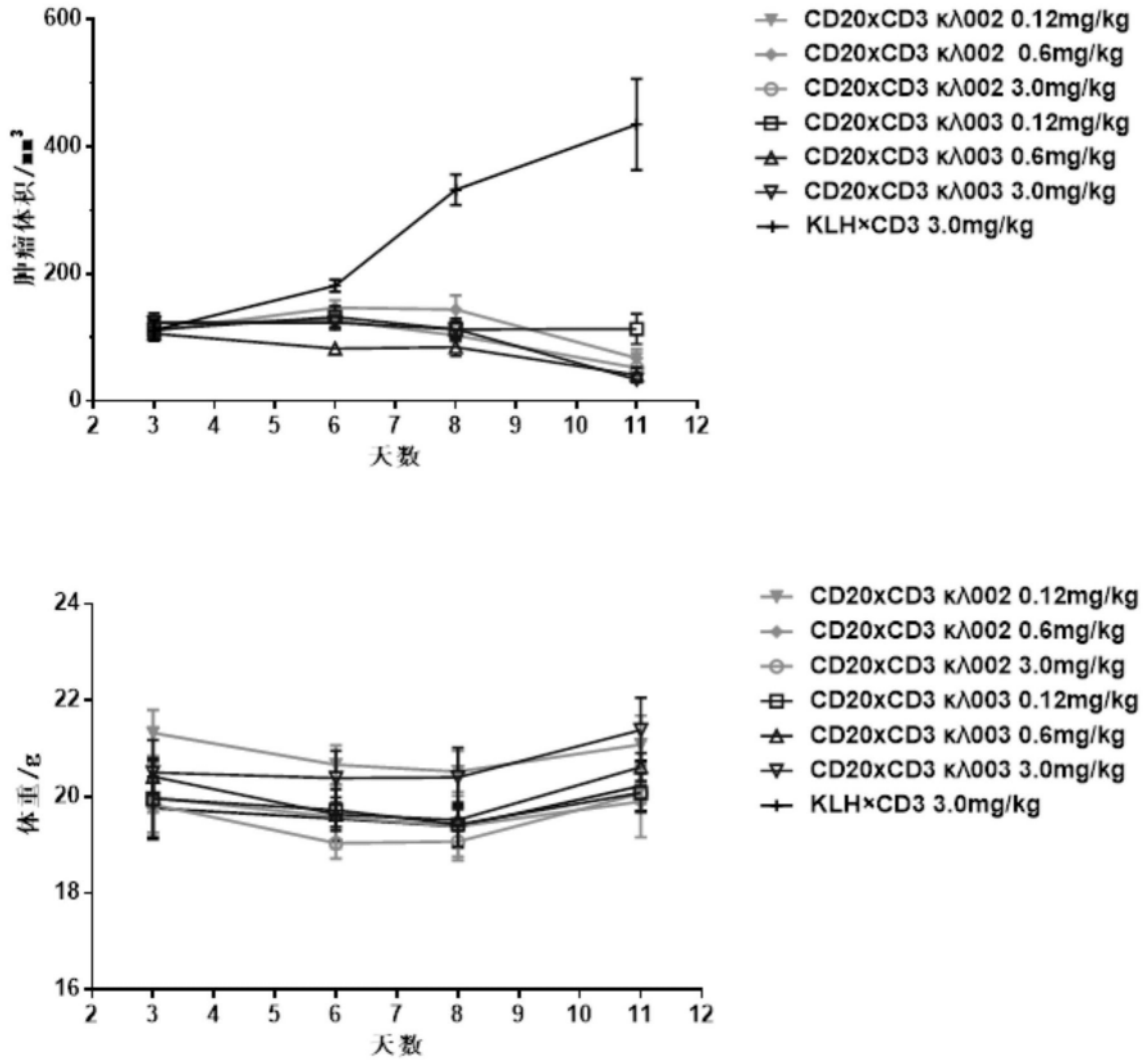 600
400
200
0
肿瘤体积/mm³
2 3 4 5 6 7 8 9 10 11 12
天数
CD20xCD3 κλ002 0.12mg/kg
CD20xCD3 κλ002 0.6mg/kg
CD20xCD3 κλ002 3.0mg/kg
CD20xCD3 κλ003 0.12mg/kg
CD20xCD3 κλ003 0.6mg/kg
CD20xCD3 κλ003 3.0mg/kg
KLH×CD3 3.0mg/kg
24
22
20
18
16
体重/g
2 3 4 5 6 7 8 9 10 11 12
天数
CD20xCD3 κλ002 0.12mg/kg
CD20xCD3 κλ002 0.6mg/kg
CD20xCD3 κλ002 3.0mg/kg
CD20xCD3 κλ003 0.12mg/kg
CD20xCD3 κλ003 0.6mg/kg
CD20xCD3 κλ003 3.0mg/kg
KLH×CD3 3.0mg/kg